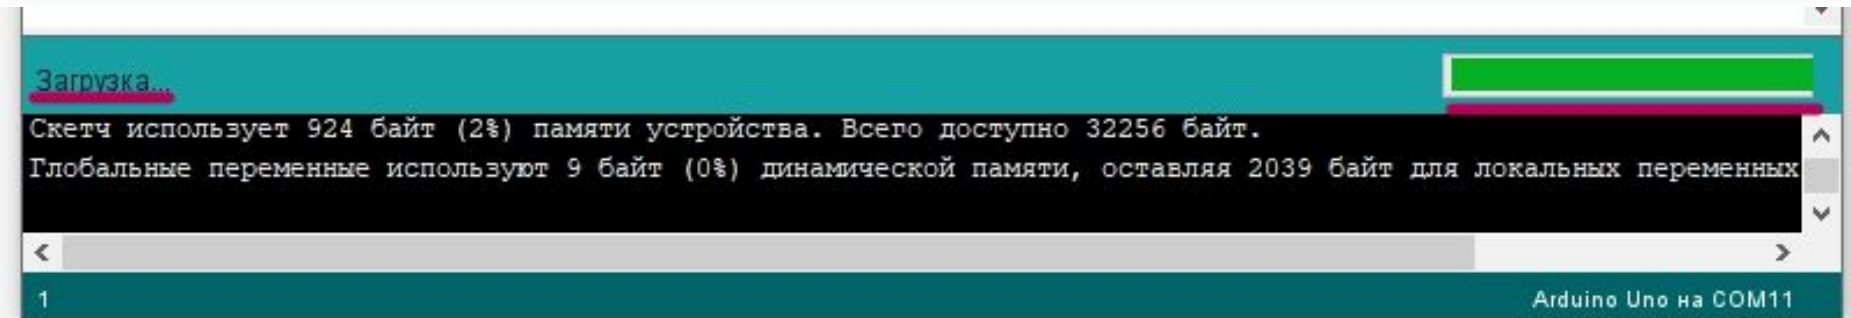 Загрузка...
Скетч использует 924 байт (2%) памяти устройства. Всего доступно 32256 байт.
Глобальные переменные используют 9 байт (0%) динамической памяти, оставляя 2039 байт для локальных переменных
1
Arduino Uno на COM11